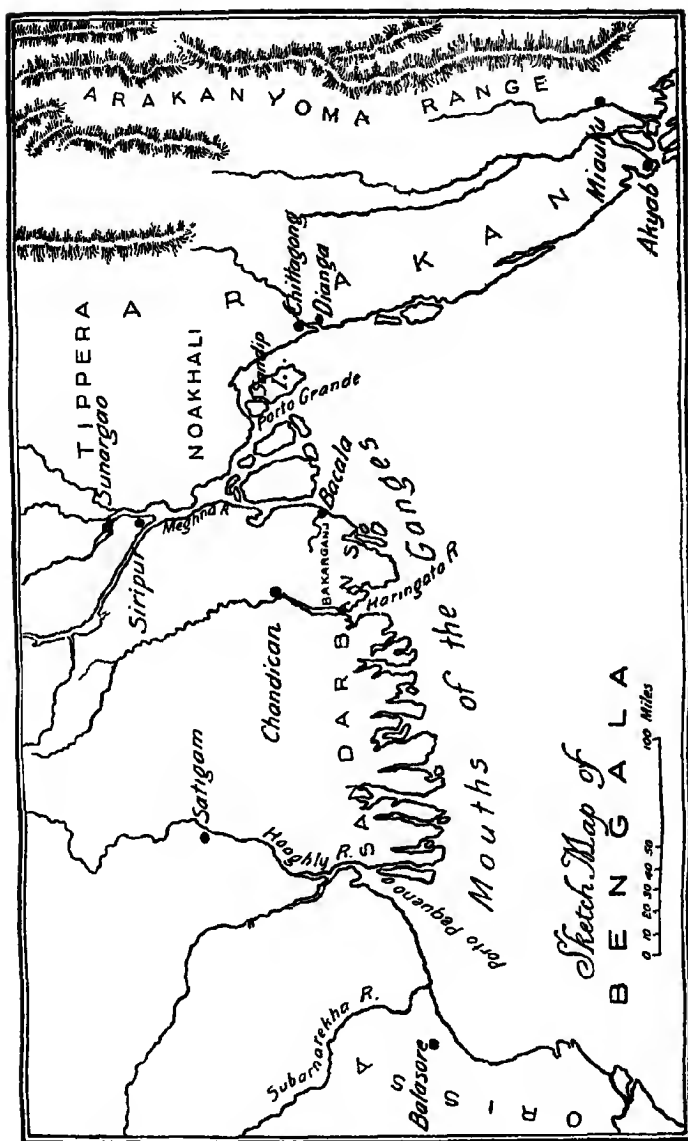 ARAKAN YOMA RANGE
TIPPERA
Sunargao
Siripur
NOAKHALI
Meghna R
Sandip
Porto Grande
Chittagong
Dianga
ARAKAN
Miauku
Akyab
Satigam
Chandican
BAKARGANJ
Bacala
Haringata R
Hooghly R.
SANDARBANS
Mouths of the Ganges
Porto Pequeno
Subarnarekha R.
Balasore
ORISSA
Sketch Map of
BENGALA
0 10 20 30 40 50 100 Miles